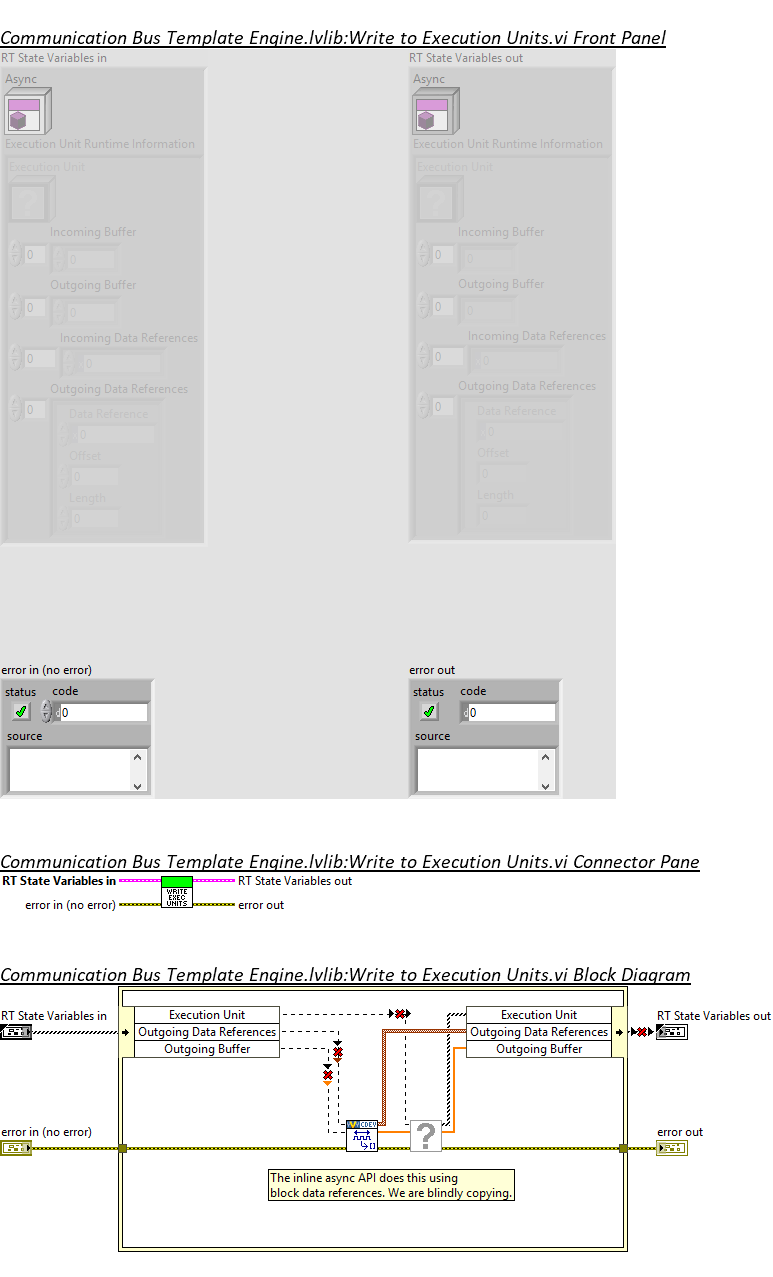 Communication Bus Template Engine.lvlib:Write to Execution Units.vi Front Panel
RT State Variables in
RT State Variables out
Async
Async
Execution Unit Runtime Information
Execution Unit Runtime Information
Execution Unit
Execution Unit
?
?
Incoming Buffer
Incoming Buffer
0
0
0
0
Outgoing Buffer
Outgoing Buffer
0
0
0
0
Incoming Data References
Incoming Data References
0
0
0
0
Outgoing Data References
Outgoing Data References
0
0
Data Reference
Data Reference
0
0
Offset
Offset
0
0
Length
Length
0
0
error in (no error)
error out
status code
status code
d0
d0
source
source
Communication Bus Template Engine.lvlib:Write to Execution Units.vi Connector Pane
RT State Variables in
RT State Variables out
WRITE
EXEC
UNITS
error in (no error)
error out
Communication Bus Template Engine.lvlib:Write to Execution Units.vi Block Diagram
RT State Variables in
Execution Unit
Execution Unit
RT State Variables out
Outgoing Data References
Outgoing Data References
Outgoing Buffer
Outgoing Buffer
error in (no error)
CDEV
?
error out
The inline async API does this using
block data references. We are blindly copying.